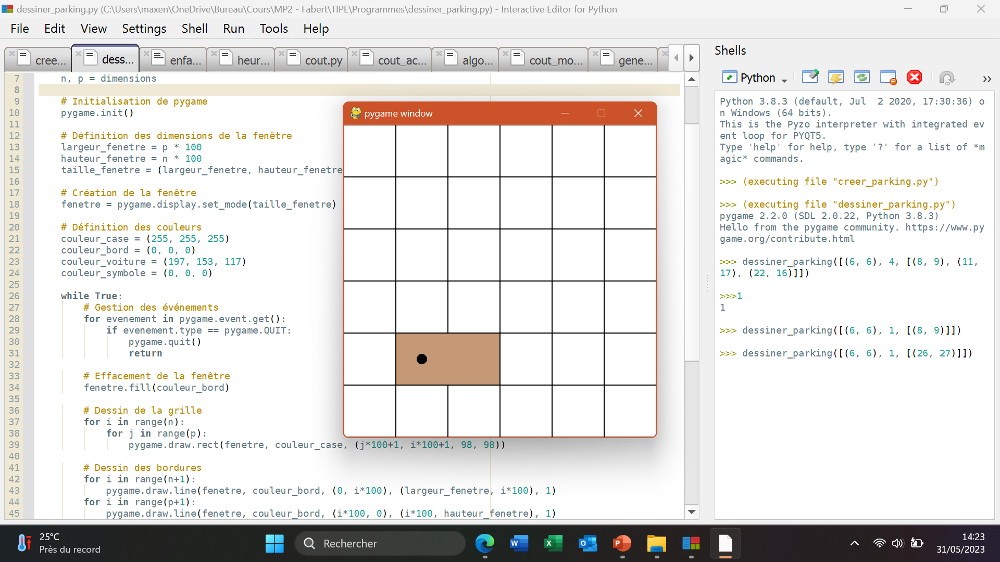 dessiner_parking.py (C:\Users\maxen\OneDrive\Bureau\Cours\MP2 - Fabert\TIPE\Programmes\dessiner_parking.py) - Interactive Editor for Python
File Edit View Settings Shell Run Tools Help
cree... dess... enfa... heur... cout.py cout_ac... algo... cout_mo... gene...
7 n, p = dimensions
8
9 # Initialisation de pygame
10 pygame.init()
11
12 # Définition des dimensions de la fenêtre
13 largeur_fenetre = p * 100
14 hauteur_fenetre = n * 100
15 taille_fenetre = (largeur_fenetre, hauteur_fenetre
16
17 # Création de la fenêtre
18 fenetre = pygame.display.set_mode(taille_fenetre)
19
20 # Définition des couleurs
21 couleur_case = (255, 255, 255)
22 couleur_bord = (0, 0, 0)
23 couleur_voiture = (197, 153, 117)
24 couleur_symbole = (0, 0, 0)
25
26 while True:
27 # Gestion des événements
28 for evenement in pygame.event.get():
29 if evenement.type == pygame.QUIT:
30 pygame.quit()
31 return
32
33 # Effacement de la fenêtre
34 fenetre.fill(couleur_bord)
35
36 # Dessin de la grille
37 for i in range(n):
38 for j in range(p):
39 pygame.draw.rect(fenetre, couleur_case, (j*100+1, i*100+1, 98, 98))
40
41 # Dessin des bordures
42 for i in range(n+1):
43 pygame.draw.line(fenetre, couleur_bord, (0, i*100), (largeur_fenetre, i*100), 1)
44 for i in range(p+1):
45 pygame.draw.line(fenetre, couleur_bord, (i*100, 0), (i*100, hauteur_fenetre), 1)
pygame window
Shells
Python
Python 3.8.3 (default, Jul  2 2020, 17:30:36) o
n Windows (64 bits).
This is the Pyzo interpreter with integrated ev
ent loop for PYQT5.
Type 'help' for help, type '?' for a list of *m
agic* commands.
>>> (executing file "creer_parking.py")
>>> (executing file "dessiner_parking.py")
pygame 2.2.0 (SDL 2.0.22, Python 3.8.3)
Hello from the pygame community. https://www.py
game.org/contribute.html
>>> dessiner_parking([(6, 6), 4, [(8, 9), (11,
17), (22, 16)]])
>>>1
1
>>> dessiner_parking([(6, 6), 1, [(8, 9)]])
>>> dessiner_parking([(6, 6), 1, [(26, 27)]])
25°C
Près du record
Rechercher
14:23
31/05/2023